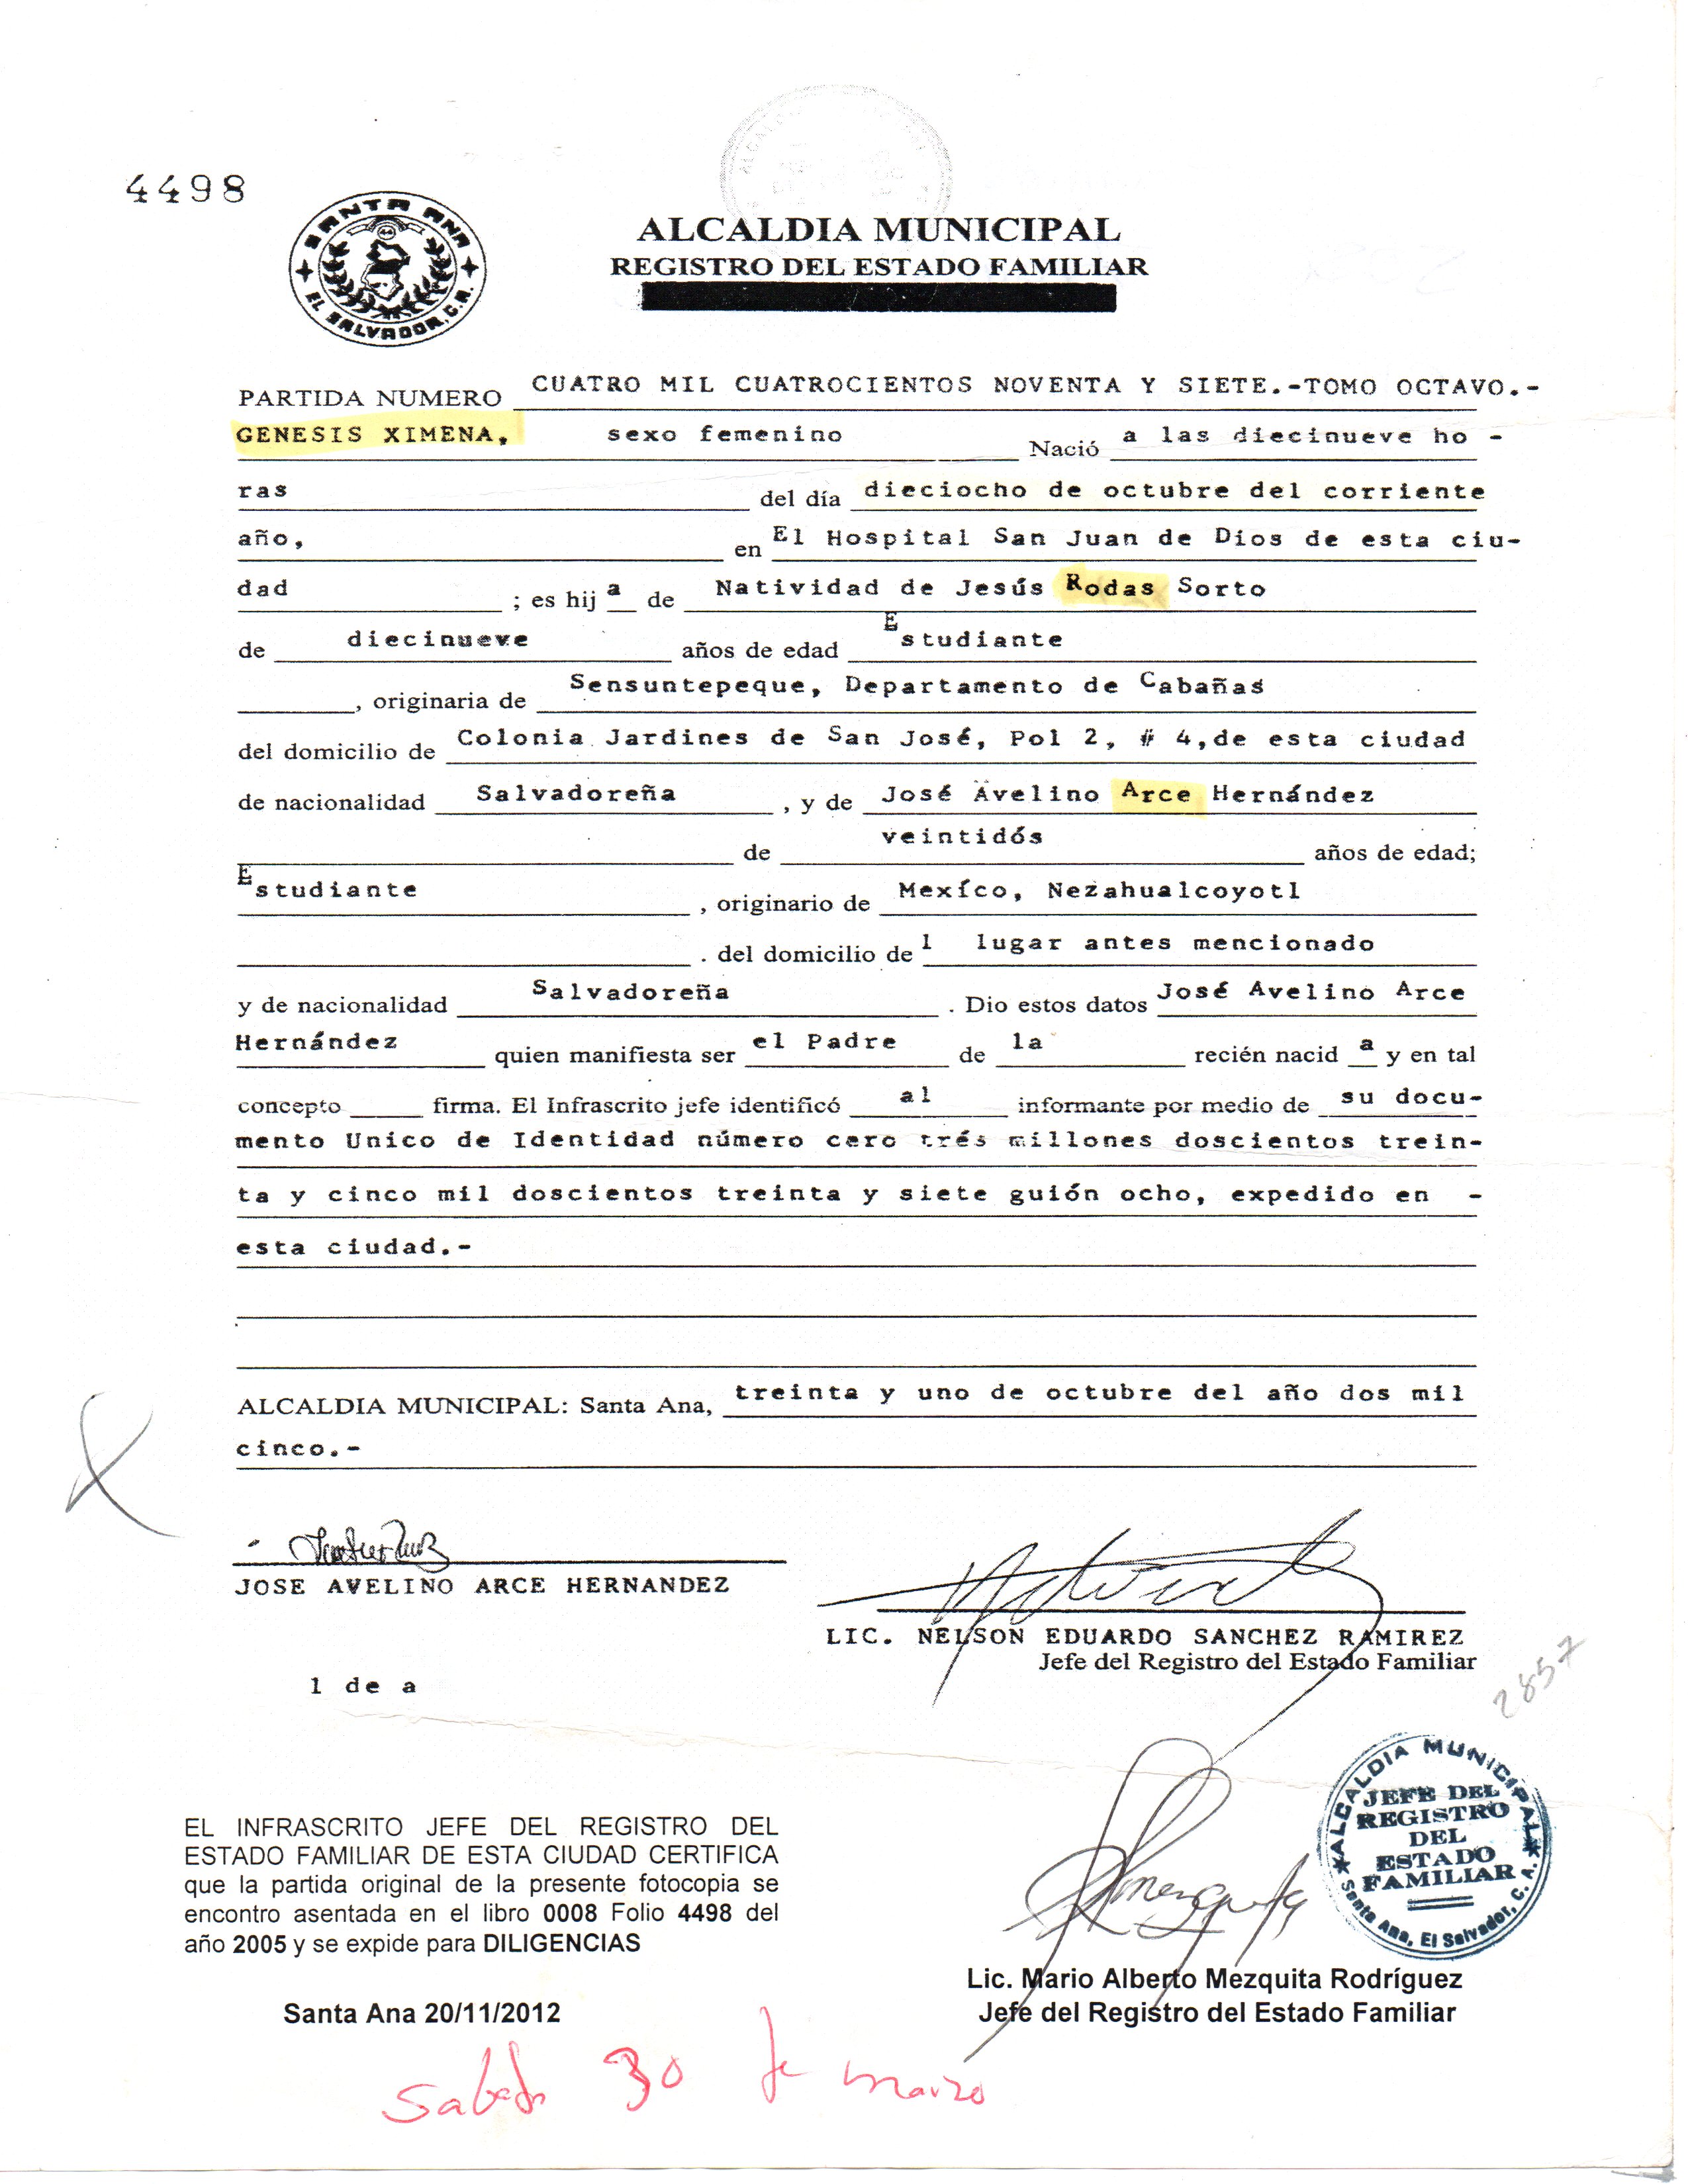 4498
SANTA ANA
EL SALVADOR, C.A.
ALCALDIA MUNICIPAL
REGISTRO DEL ESTADO FAMILIAR
PARTIDA NUMERO CUATRO MIL CUATROCIENTOS NOVENTA Y SIETE.-TOMO OCTAVO.-
GENESIS XIMENA, sexo femenino Nació a las diecinueve ho -
ras del día dieciocho de octubre del corriente
año, en El Hospital San Juan de Dios de esta ciu-
dad ; es hij a de Natividad de Jesús Rodas Sorto
de diecinueve años de edad Estudiante
, originaria de Sensuntepeque, Departamento de Cabañas
del domicilio de Colonia Jardines de San José, Pol 2, # 4,de esta ciudad
de nacionalidad Salvadoreña , y de José Avelino Arce Hernández
de veintidós años de edad;
Estudiante , originario de Mexíco, Nezahualcoyotl
. del domicilio de l lugar antes mencionado
y de nacionalidad Salvadoreña . Dio estos datos José Avelino Arce
Hernández quien manifiesta ser el Padre de la recién nacid a y en tal
concepto firma. El Infrascrito jefe identificó al informante por medio de su docu-
mento Unico de Identidad número cero trés millones doscientos trein-
ta y cinco mil doscientos treinta y siete guión ocho, expedido en -
esta ciudad.-
ALCALDIA MUNICIPAL: Santa Ana, treinta y uno de octubre del año dos mil
cinco.-
JOSE AVELINO ARCE HERNANDEZ
LIC. NELSON EDUARDO SANCHEZ RAMIREZ
Jefe del Registro del Estado Familiar
1 de a
2857
ALCALDIA MUNICIPAL
JEFE DEL
REGISTRO
DEL
ESTADO
FAMILIAR
Santa Ana, El Salvador, C. A.
EL INFRASCRITO JEFE DEL REGISTRO DEL
ESTADO FAMILIAR DE ESTA CIUDAD CERTIFICA
que la partida original de la presente fotocopia se
encontro asentada en el libro 0008 Folio 4498 del
año 2005 y se expide para DILIGENCIAS
Lic. Mario Alberto Mezquita Rodríguez
Jefe del Registro del Estado Familiar
Santa Ana 20/11/2012
Sabado 30 de marzo